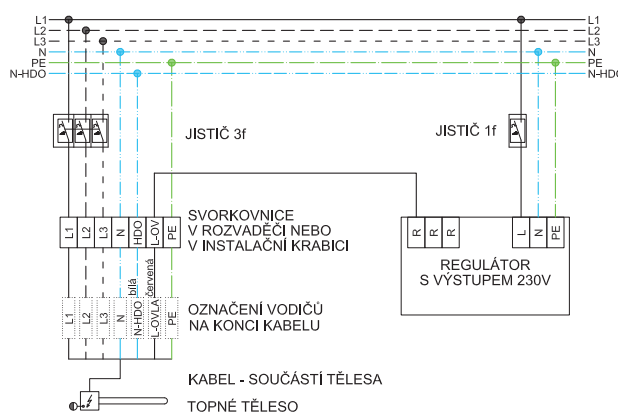 L1 L1
L2 L2
L3 L3
N N
PE PE
N-HDO N-HDO
JISTIČ 3f
JISTIČ 1f
L1 L2 L3 N HDO L-OV PE
SVORKOVNICE
V ROZVADĚČI NEBO
V INSTALAČNÍ KRABICI
R R R L N PE
REGULÁTOR
S VÝSTUPEM 230V
bílá
červená
L1 L2 L3 N N-HDO L-OVLA PE
OZNAČENÍ VODIČŮ
NA KONCI KABELU
KABEL - SOUČÁSTÍ TĚLESA
TOPNÉ TĚLESO